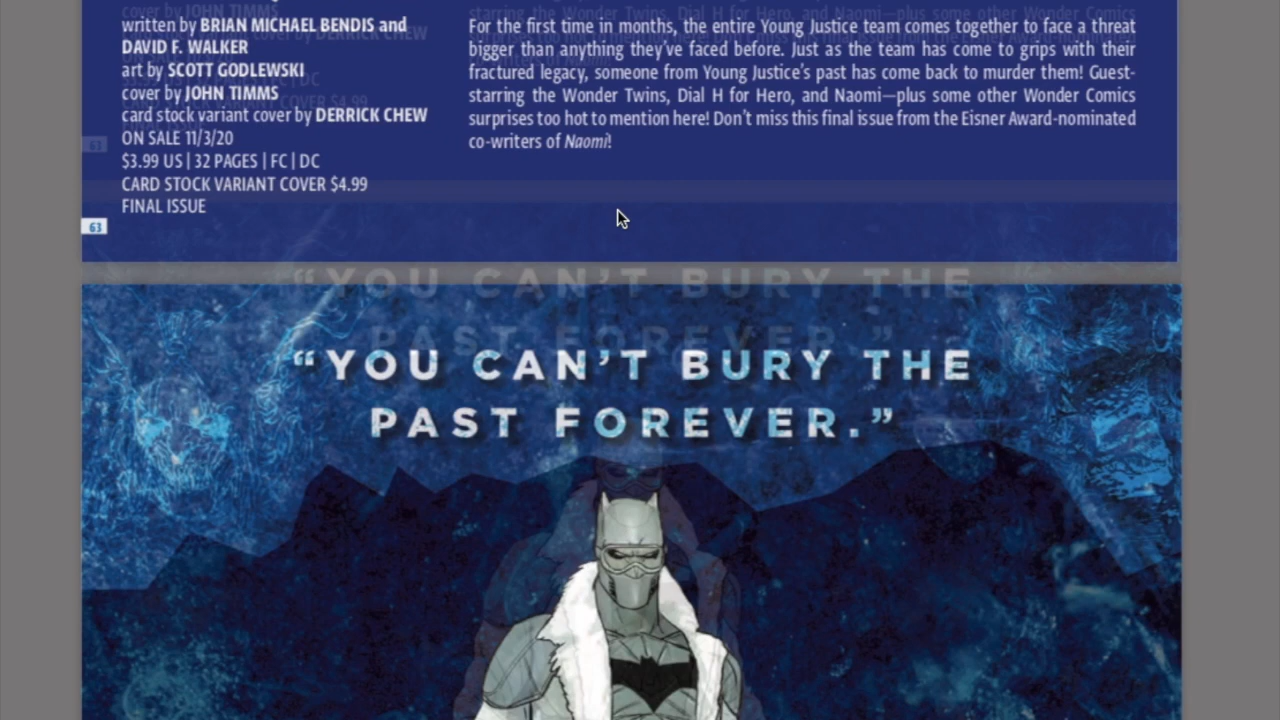 written by BRIAN MICHAEL BENDIS and
DAVID F. WALKER
art by SCOTT GODLEWSKI
cover by JOHN TIMMS
card stock variant cover by DERRICK CHEW
ON SALE 11/3/20
$3.99 US | 32 PAGES | FC | DC
CARD STOCK VARIANT COVER $4.99
FINAL ISSUE
63
For the first time in months, the entire Young Justice team comes together to face a threat
bigger than anything they've faced before. Just as the team has come to grips with their
fractured legacy, someone from Young Justice's past has come back to murder them! Guest-
starring the Wonder Twins, Dial H for Hero, and Naomi—plus some other Wonder Comics
surprises too hot to mention here! Don't miss this final issue from the Eisner Award-nominated
co-writers of Naomi!
“YOU CAN’T BURY THE
PAST FOREVER.”